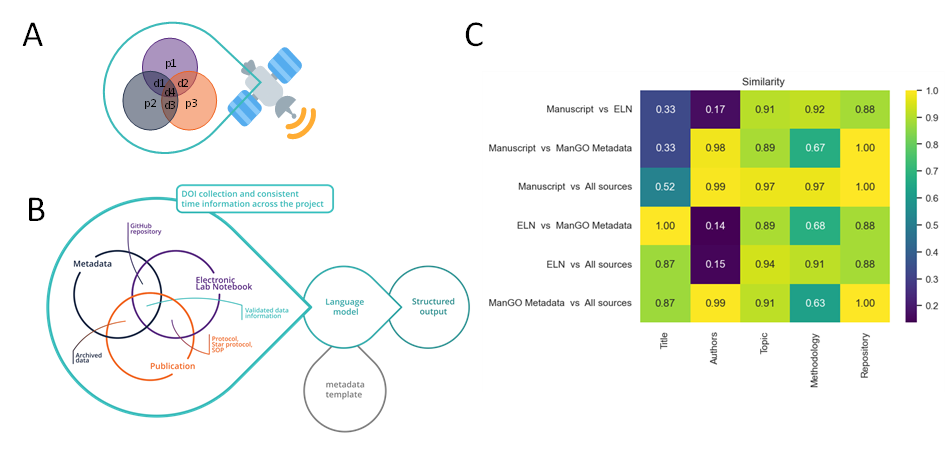 A
p1
d1
d2
d4
p2
d3
p3
B
DOI collection and consistent
time information across the project
GitHub
repository
Metadata
Electronic
Lab Notebook
Validated data
information
Protocol,
Star protocol,
SOP
Archived
data
Publication
Language
model
Structured
output
metadata
template
C
Similarity
Manuscript vs ELN
0.33 0.17 0.91 0.92 0.88
Manuscript vs ManGO Metadata
0.33 0.98 0.89 0.67 1.00
Manuscript vs All sources
0.52 0.99 0.97 0.97 1.00
ELN vs ManGO Metadata
1.00 0.14 0.89 0.68 0.88
ELN vs All sources
0.87 0.15 0.94 0.91 0.88
ManGO Metadata vs All sources
0.87 0.99 0.91 0.63 1.00
Title
Authors
Topic
Methodology
Repository
1.0
0.9
0.8
0.7
0.6
0.5
0.4
0.3
0.2